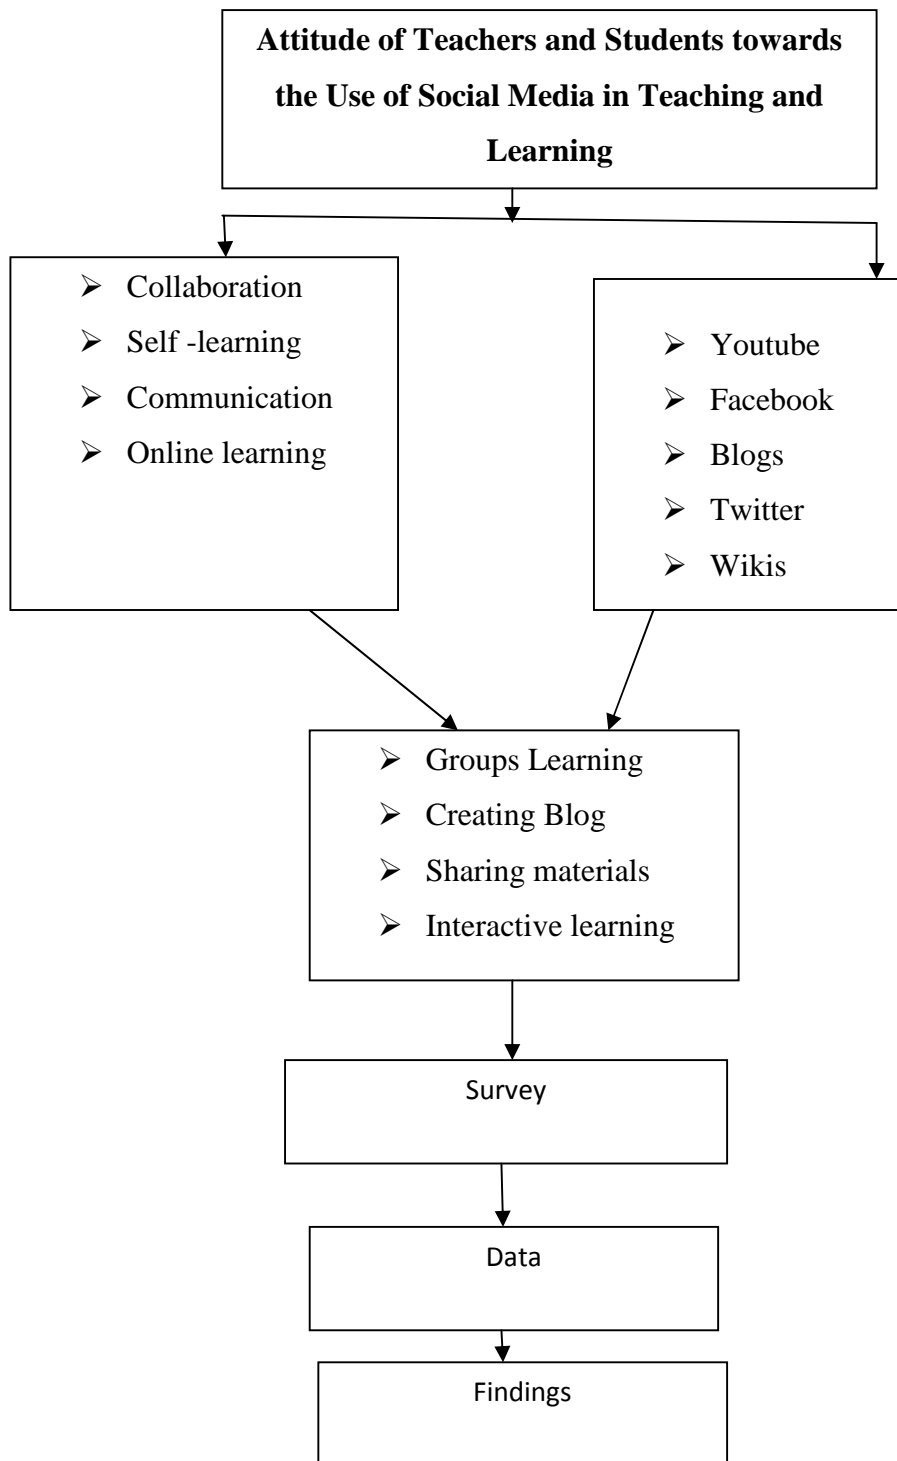 Attitude of Teachers and Students towards
the Use of Social Media in Teaching and
Learning
➢ Collaboration
➢ Self -learning
➢ Communication
➢ Online learning
➢ Youtube
➢ Facebook
➢ Blogs
➢ Twitter
➢ Wikis
➢ Groups Learning
➢ Creating Blog
➢ Sharing materials
➢ Interactive learning
Survey
Data
Findings